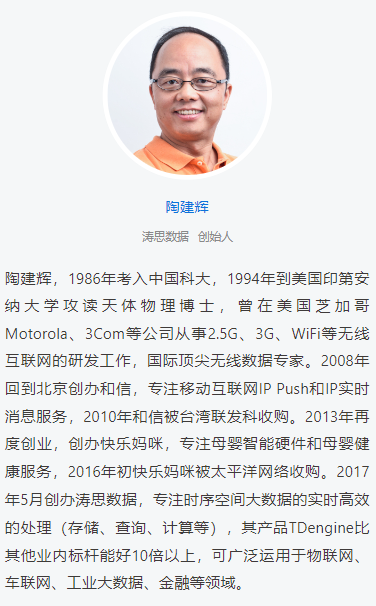 陶建辉
涛思数据 创始人
陶建辉，1986年考入中国科大，1994年到美国印第安
纳大学攻读天体物理博士，曾在美国芝加哥
Motorola、3Com等公司从事2.5G、3G、WiFi等无线
互联网的研发工作，国际顶尖无线数据专家。2008年
回到北京创办和信，专注移动互联网IP Push和IP实时
消息服务，2010年和信被台湾联发科收购。2013年再
度创业，创办快乐妈咪，专注母婴智能硬件和母婴健
康服务，2016年初快乐妈咪被太平洋网络收购。2017
年5月创办涛思数据，专注时序空间大数据的实时高效
的处理（存储、查询、计算等），其产品TDengine比
其他业内标杆能好10倍以上，可广泛运用于物联网、
车联网、工业大数据、金融等领域。